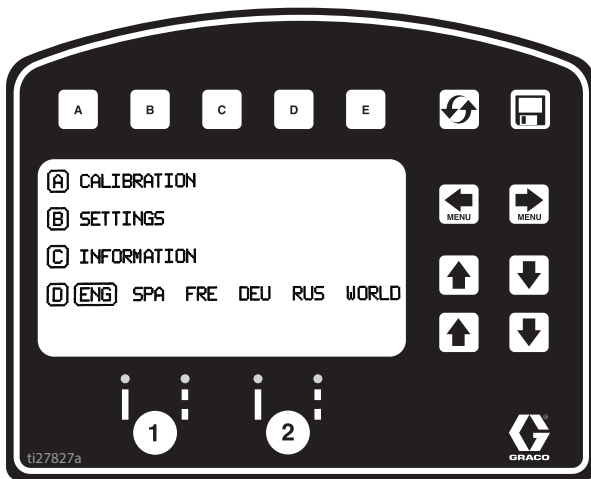 A B C D E
A CALIBRATION
B SETTINGS
C INFORMATION
D ENG SPA FRE DEU RUS WORLD
MENU MENU
1 2
ti27827a
GRACO